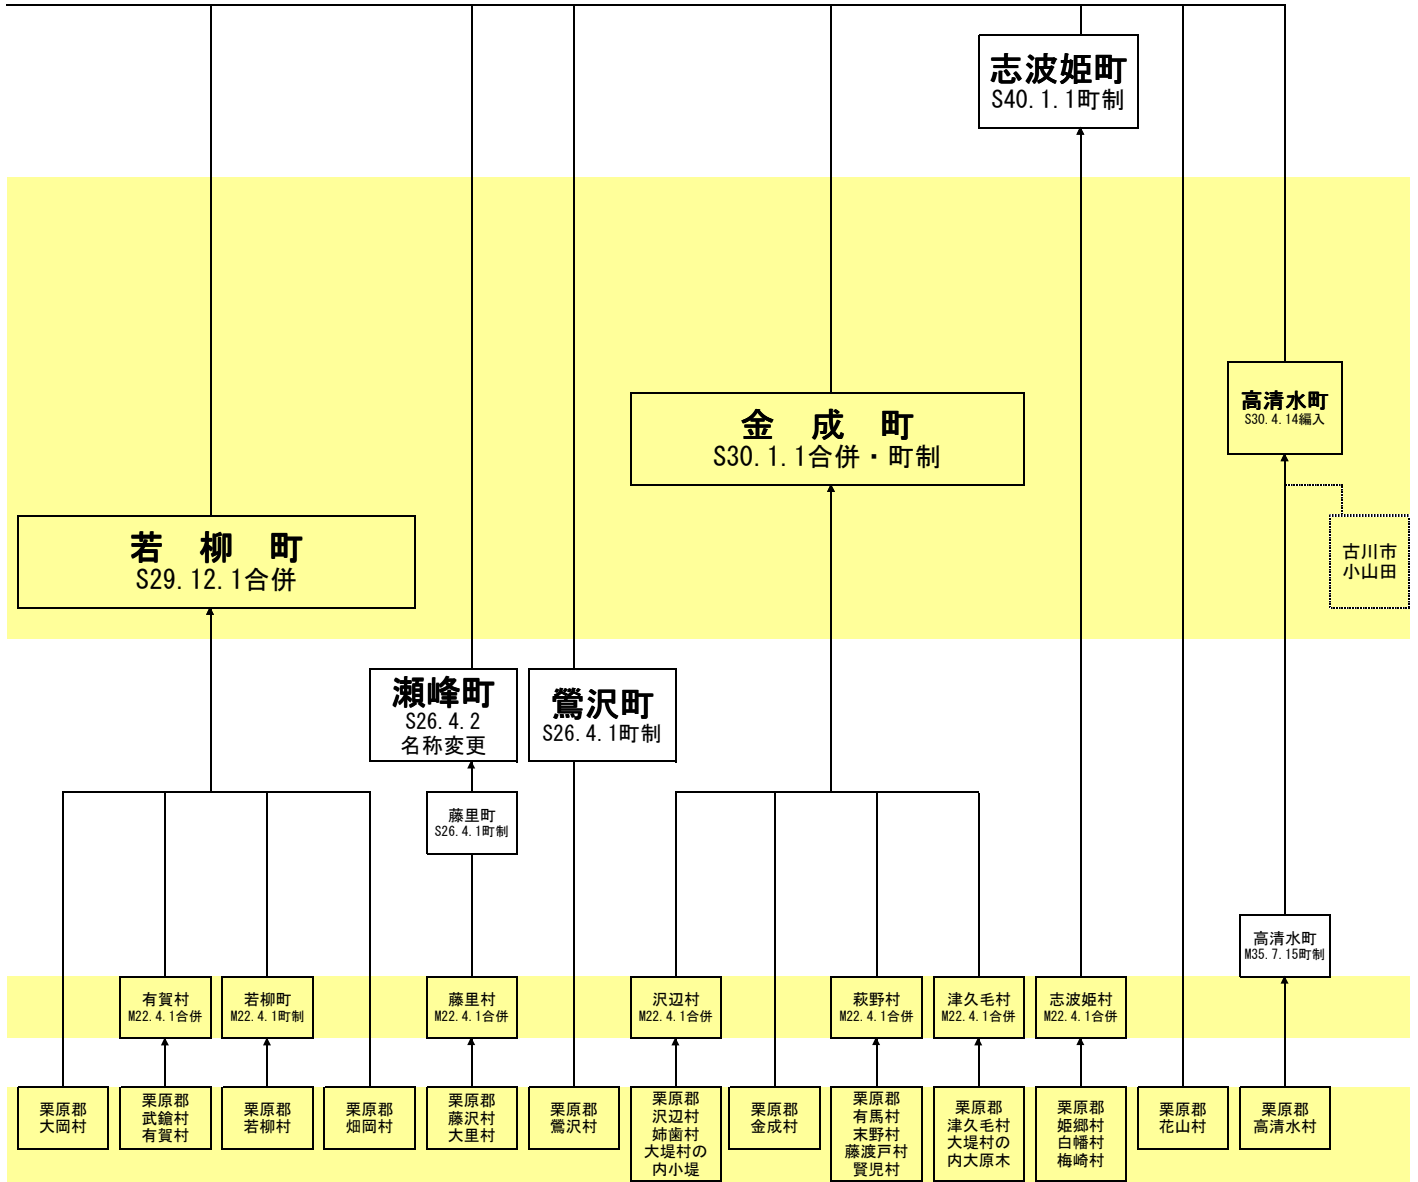 志波姫町
S40.1.1町制
高清水町
S30.4.14編入
金 成 町
S30.1.1合併・町制
若 柳 町
S29.12.1合併
古川市
小山田
瀬峰町
S26.4.2
名称変更
鶯沢町
S26.4.1町制
藤里町
S26.4.1町制
高清水町
M35.7.15町制
有賀村
M22.4.1合併
若柳町
M22.4.1町制
藤里村
M22.4.1合併
沢辺村
M22.4.1合併
萩野村
M22.4.1合併
津久毛村
M22.4.1合併
志波姫村
M22.4.1合併
栗原郡
大岡村
栗原郡
武鎗村
有賀村
栗原郡
若柳村
栗原郡
畑岡村
栗原郡
藤沢村
大里村
栗原郡
鶯沢村
栗原郡
沢辺村
姉歯村
大堤村の
内小堤
栗原郡
金成村
栗原郡
有馬村
末野村
藤渡戸村
賢児村
栗原郡
津久毛村
大堤村の
内大原木
栗原郡
姫郷村
白幡村
梅崎村
栗原郡
花山村
栗原郡
高清水村